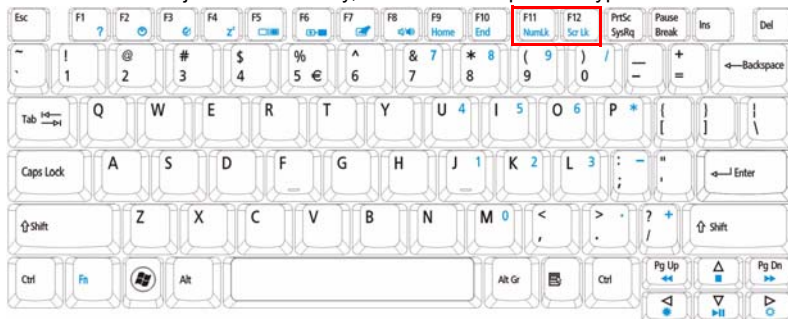 Esc F1 ? F2 F3 F4 Z F5 F6 F7 F8 F9 Home F10 End F11 NumLk F12 Scr Lk PrtSc SysRq Pause Break Ins Del
~ ` ! 1 @ 2 # 3 $ 4 % 5 € ^ 6 & 7 7 * 8 8 ( 9 9 ) / 0 _ - + = Backspace
Tab Q W E R T Y U 4 I 5 O 6 P * { [ } ] | \
Caps Lock A S D F G H J 1 K 2 L 3 : - ; " ' Enter
Shift Z X C V B N M 0 < , > . . ? + / Shift
Ctrl Fn Alt Alt Gr Ctrl Pg Up Pg Dn